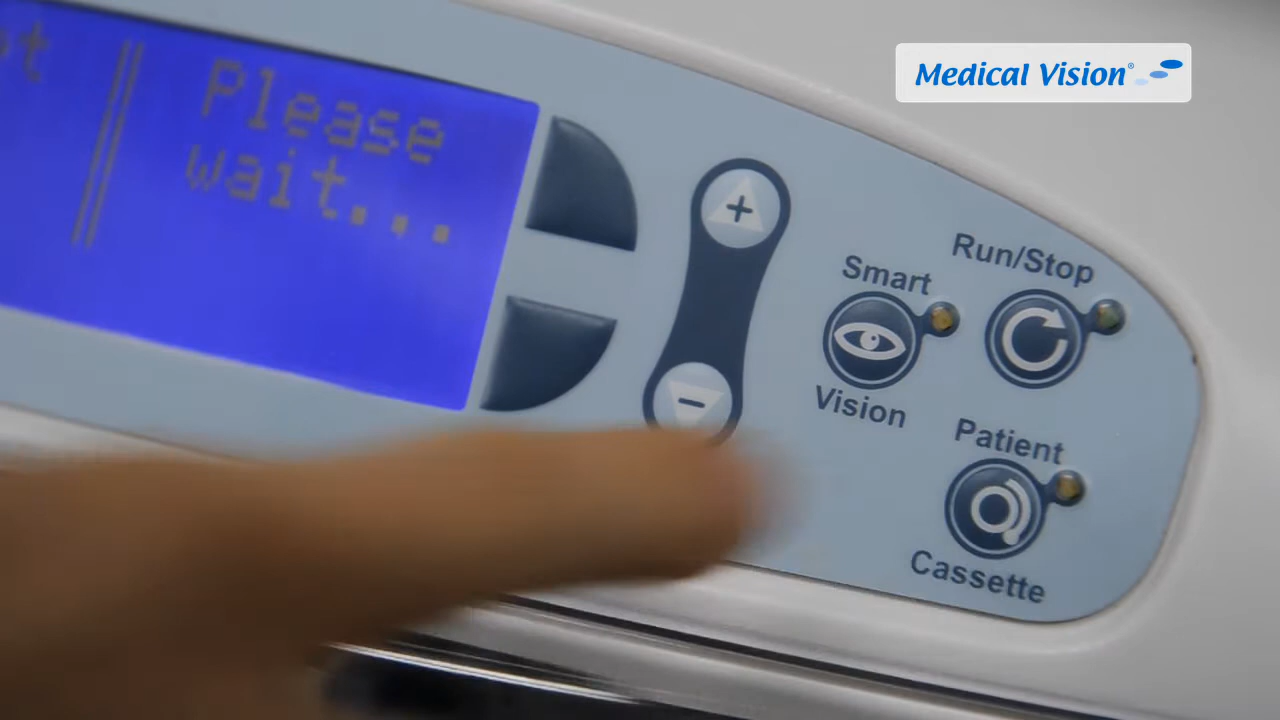 Medical Vision®
Please
wait...
+
Smart
Vision
Run/Stop
-
Patient
Cassette